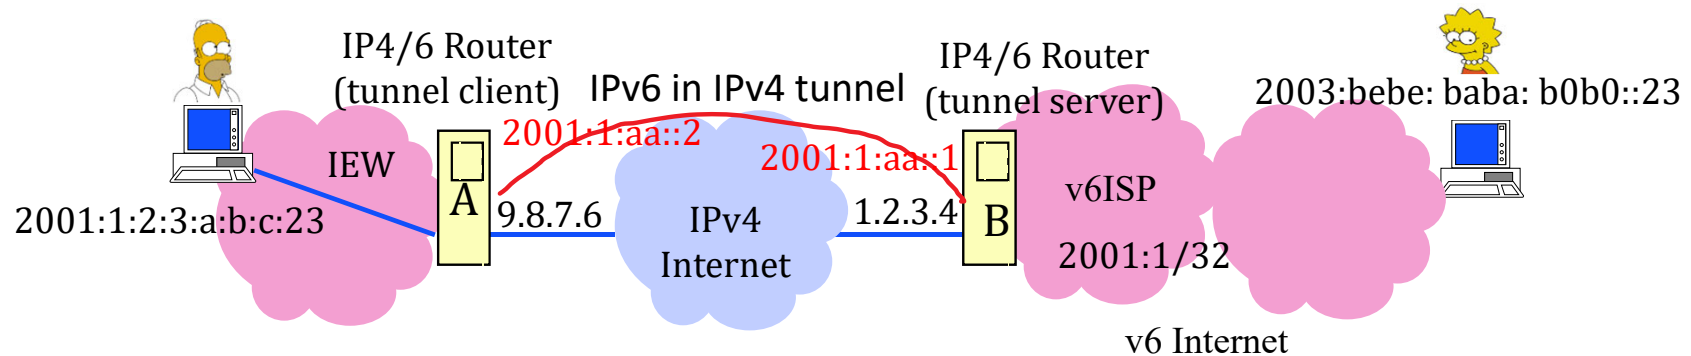 IP4/6 Router
(tunnel client)
IPv6 in IPv4 tunnel
IP4/6 Router
(tunnel server)
2003:bebe: baba: b0b0::23
2001:1:aa::2
2001:1:aa::1
IEW
A
9.8.7.6
IPv4
Internet
1.2.3.4
B
v6ISP
2001:1:2:3:a:b:c:23
2001:1/32
v6 Internet